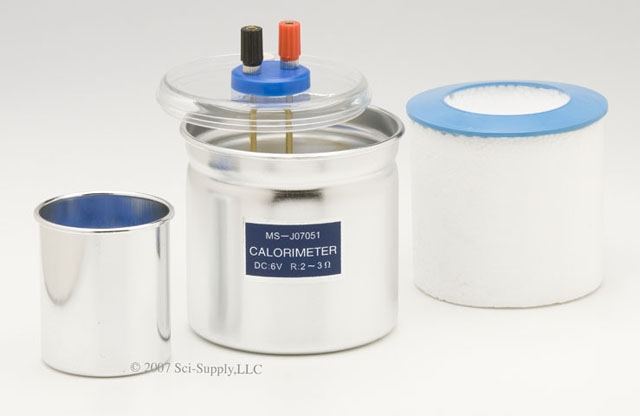 MS-J07051
CALORIMETER
DC:6V R:2~3Ω
© 2007 Sci-Supply,LLC